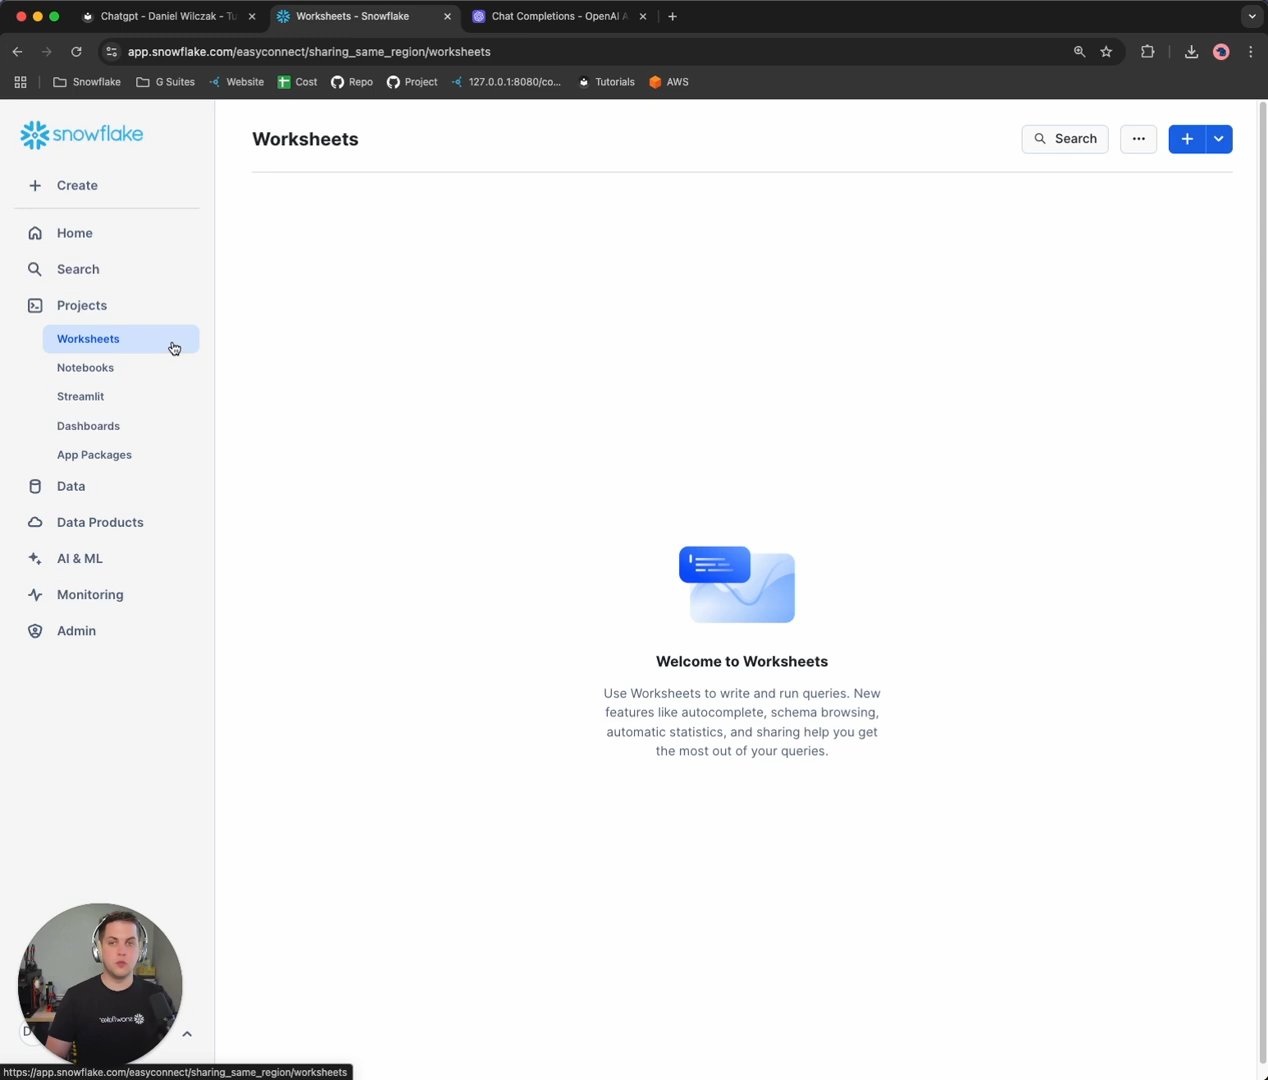 Chatgpt - Daniel Wilczak - Tu
Worksheets - Snowflake
Chat Completions - OpenAI A
app.snowflake.com/easyconnect/sharing_same_region/worksheets
Snowflake
G Suites
Website
Cost
Repo
Project
127.0.0.1:8080/co...
Tutorials
AWS
snowflake
Worksheets
Search
Create
Home
Search
Projects
Worksheets
Notebooks
Streamlit
Dashboards
App Packages
Data
Data Products
AI & ML
Monitoring
Admin
Welcome to Worksheets
Use Worksheets to write and run queries. New
features like autocomplete, schema browsing,
automatic statistics, and sharing help you get
the most out of your queries.
D
https://app.snowflake.com/easyconnect/sharing_same_region/worksheets